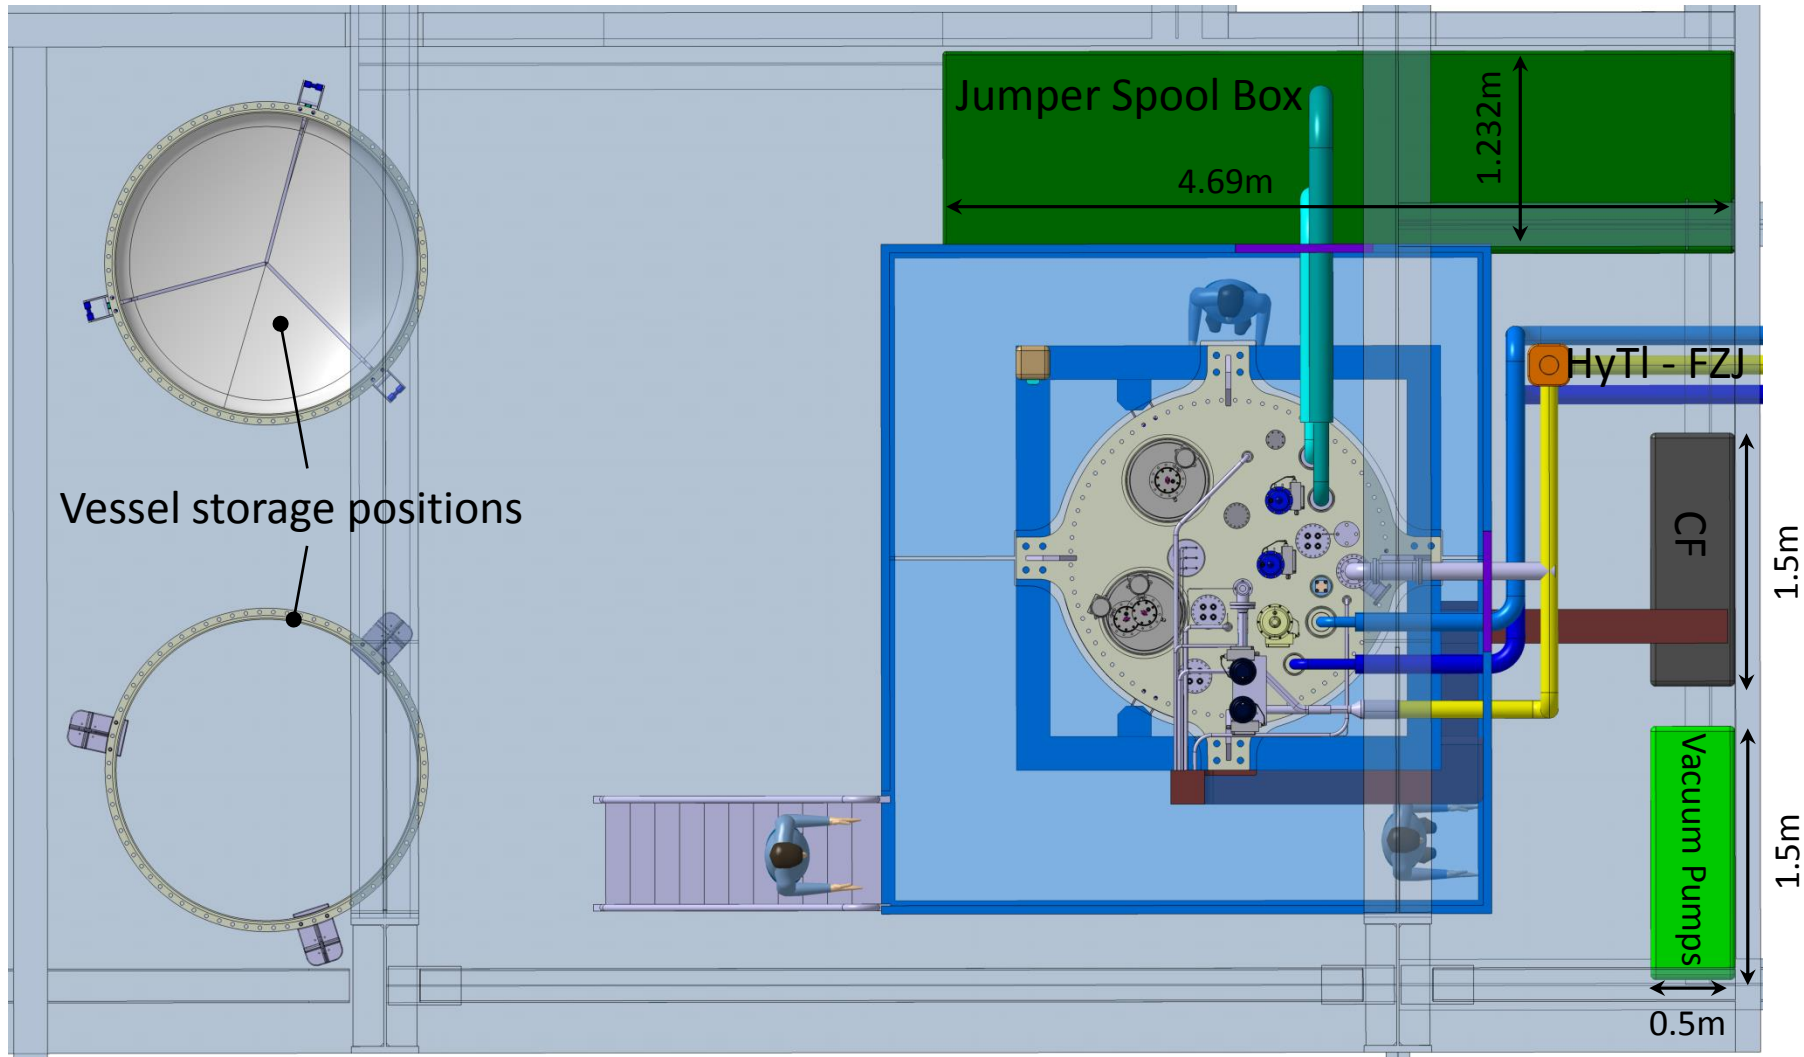 Jumper Spool Box
1.232m
4.69m
HyTI - FZJ
Vessel storage positions
CF
1.5m
Vacuum Pumps
1.5m
0.5m